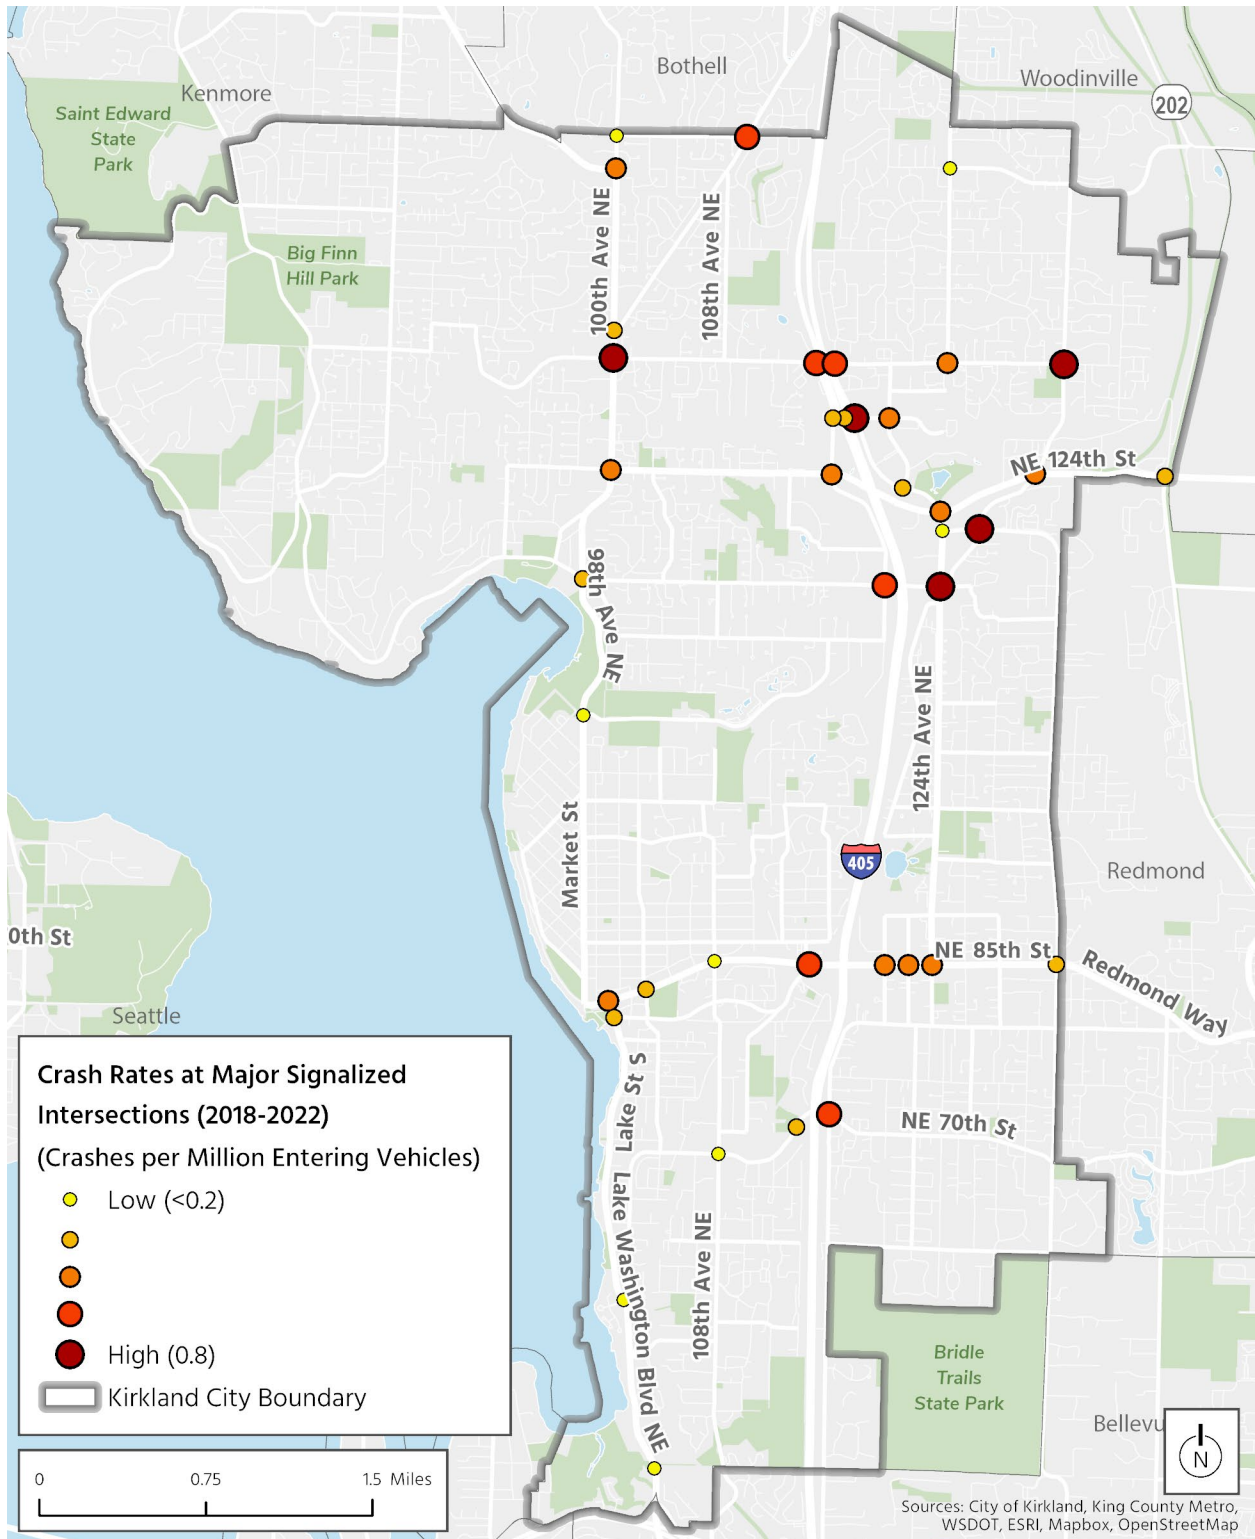 Bothell
Woodinville
Kenmore
202
Saint Edward
State
Park
100th Ave NE
108th Ave NE
Big Finn
Hill Park
NE 124th St
98th Ave NE
124th Ave NE
Market St
405
Redmond
0th St
NE 85th St
Redmond Way
Seattle
Lake St S
NE 70th St
Lake Washington Blvd NE
108th Ave NE
Bridle
Trails
State Park
Bellevu
Crash Rates at Major Signalized
Intersections (2018-2022)
(Crashes per Million Entering Vehicles)
Low (<0.2)
High (0.8)
Kirkland City Boundary
0 0.75 1.5 Miles
N
Sources: City of Kirkland, King County Metro,
WSDOT, ESRI, Mapbox, OpenStreetMap